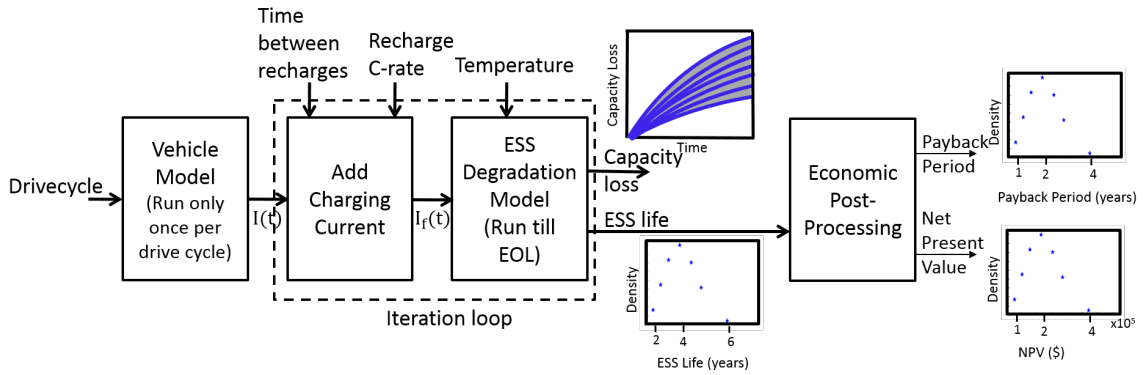 Time
between
recharges
Recharge
C-rate
Temperature
Capacity Loss
Time
Drivecycle
Vehicle
Model
(Run only
once per
drive cycle)
I(t)
Add
Charging
Current
I_f(t)
ESS
Degradation
Model
(Run till
EOL)
Iteration loop
Capacity
loss
ESS life
Density
2 4 6
ESS Life (years)
Economic
Post-
Processing
Payback
Period
Net
Present
Value
Density
1 2 4
Payback Period (years)
Density
1 2 4 x10⁵
NPV ($)